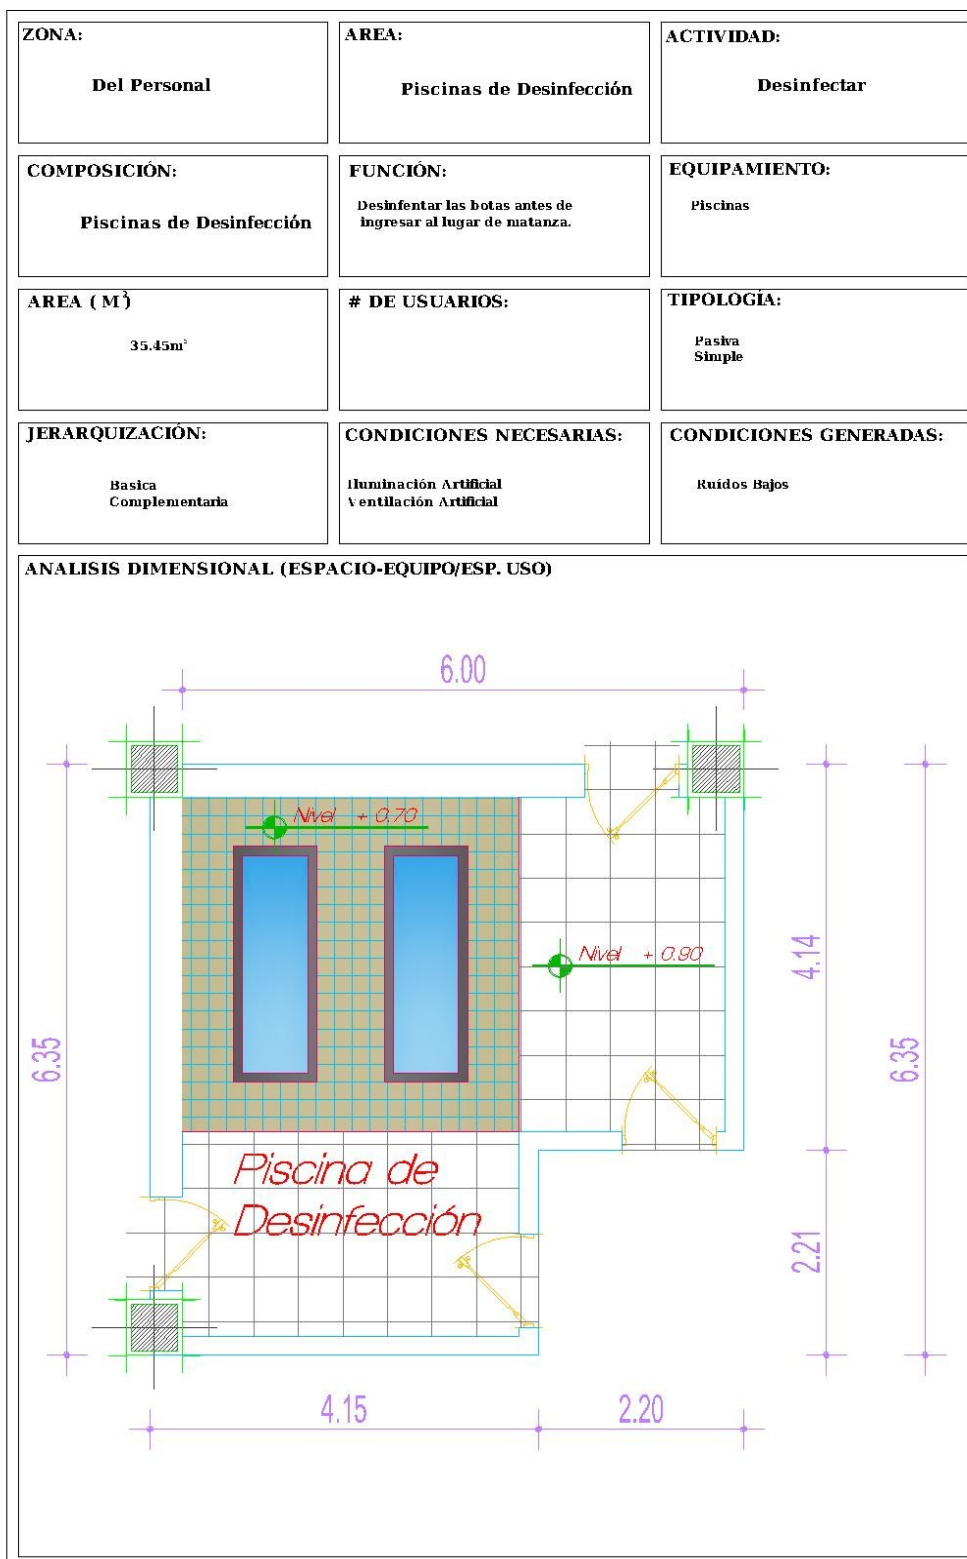 ZONA:
Del Personal
AREA:
Piscinas de Desinfección
ACTIVIDAD:
Desinfectar
COMPOSICIÓN:
Piscinas de Desinfección
FUNCIÓN:
Desinfentar las botas antes de
ingresar al lugar de matanza.
EQUIPAMIENTO:
Piscinas
AREA ( M²)
35.45m²
# DE USUARIOS:
TIPOLOGÍA:
Pasiva
Simple
JERARQUIZACIÓN:
Basica
Complementaria
CONDICIONES NECESARIAS:
Iluminación Artificial
Ventilación Artificial
CONDICIONES GENERADAS:
Ruídos Bajos
ANALISIS DIMENSIONAL (ESPACIO-EQUIPO/ESP. USO)
6.00
Nivel + 0.70
Nivel + 0.90
4.14
6.35
6.35
Piscina de
Desinfección
2.21
4.15
2.20